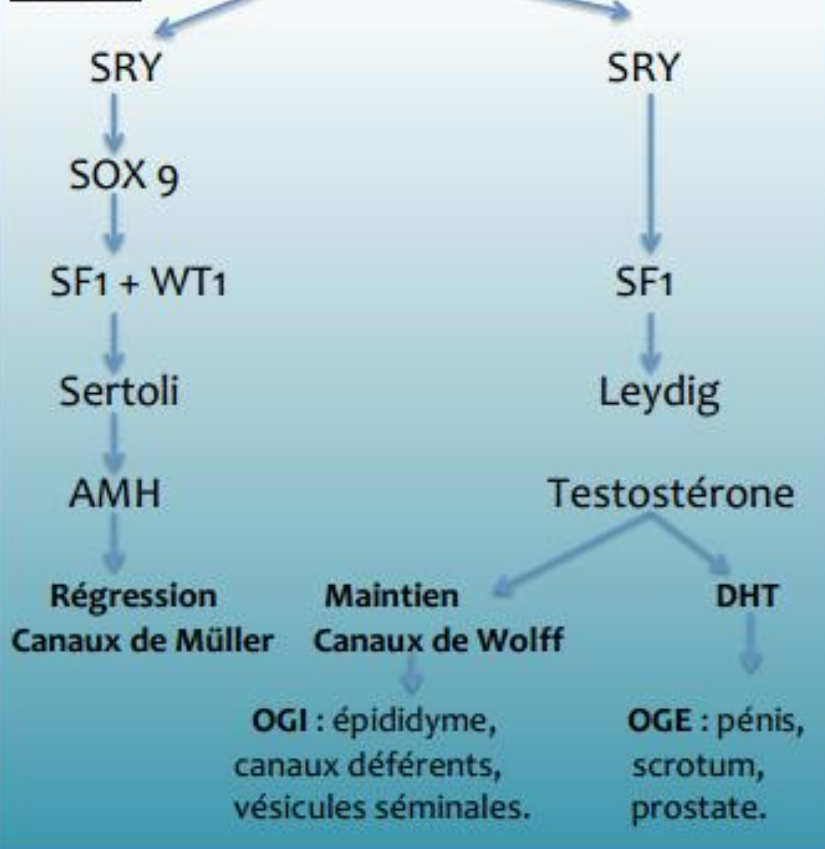 SRY
SRY
SOX 9
SF1 + WT1
SF1
Sertoli
Leydig
AMH
Testostérone
Régression
Canaux de Müller
Maintien
Canaux de Wolff
DHT
OGI : épididyme,
canaux déférents,
vésicules séminales.
OGE : pénis,
scrotum,
prostate.